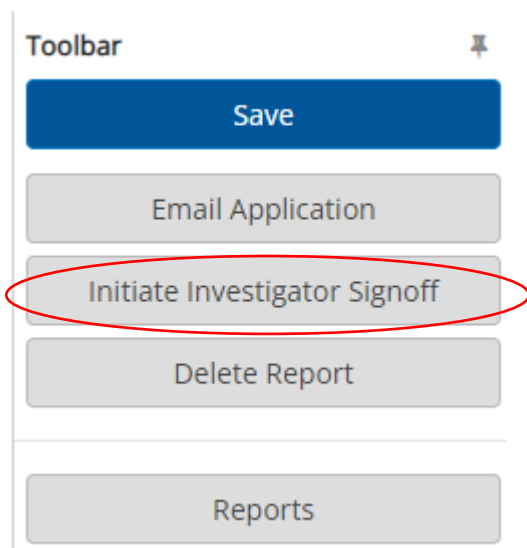 Toolbar
Save
Email Application
Initiate Investigator Signoff
Delete Report
Reports